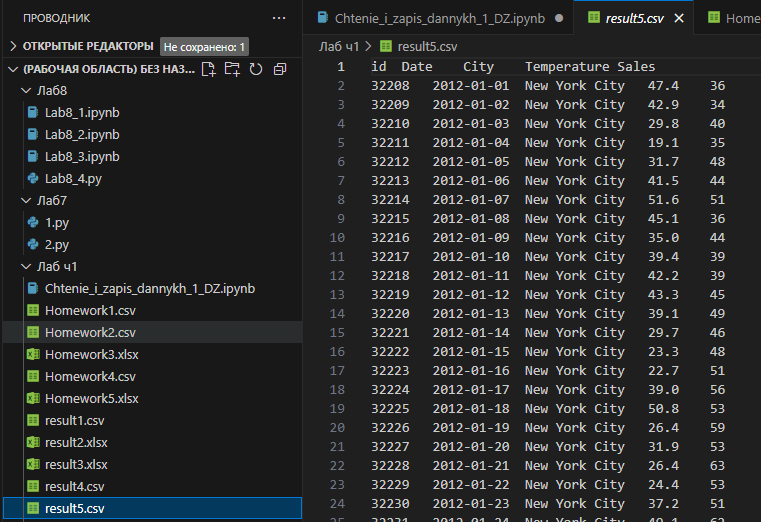 ПРОВОДНИК ...
ОТКРЫТЫЕ РЕДАКТОРЫ Не сохранено: 1
(РАБОЧАЯ ОБЛАСТЬ) БЕЗ НАЗ...
Лаб8
Lab8_1.ipynb
Lab8_2.ipynb
Lab8_3.ipynb
Lab8_4.py
Лаб7
1.py
2.py
Лаб ч1
Chtenie_i_zapis_dannykh_1_DZ.ipynb
Homework1.csv
Homework2.csv
Homework3.xlsx
Homework4.csv
Homework5.xlsx
result1.csv
result2.xlsx
result3.xlsx
result4.csv
result5.csv
Chtenie_i_zapis_dannykh_1_DZ.ipynb result5.csv Home
Лаб ч1 > result5.csv
1 id Date City Temperature Sales
2 32208 2012-01-01 New York City 47.4 36
3 32209 2012-01-02 New York City 42.9 34
4 32210 2012-01-03 New York City 29.8 40
5 32211 2012-01-04 New York City 19.1 35
6 32212 2012-01-05 New York City 31.7 48
7 32213 2012-01-06 New York City 41.5 44
8 32214 2012-01-07 New York City 51.6 51
9 32215 2012-01-08 New York City 45.1 36
10 32216 2012-01-09 New York City 35.0 44
11 32217 2012-01-10 New York City 39.4 39
12 32218 2012-01-11 New York City 42.2 39
13 32219 2012-01-12 New York City 43.3 45
14 32220 2012-01-13 New York City 39.1 49
15 32221 2012-01-14 New York City 29.7 46
16 32222 2012-01-15 New York City 23.3 48
17 32223 2012-01-16 New York City 22.7 51
18 32224 2012-01-17 New York City 39.0 56
19 32225 2012-01-18 New York City 50.8 53
20 32226 2012-01-19 New York City 26.4 59
21 32227 2012-01-20 New York City 31.9 53
22 32228 2012-01-21 New York City 26.4 63
23 32229 2012-01-22 New York City 24.4 53
24 32230 2012-01-23 New York City 37.2 51